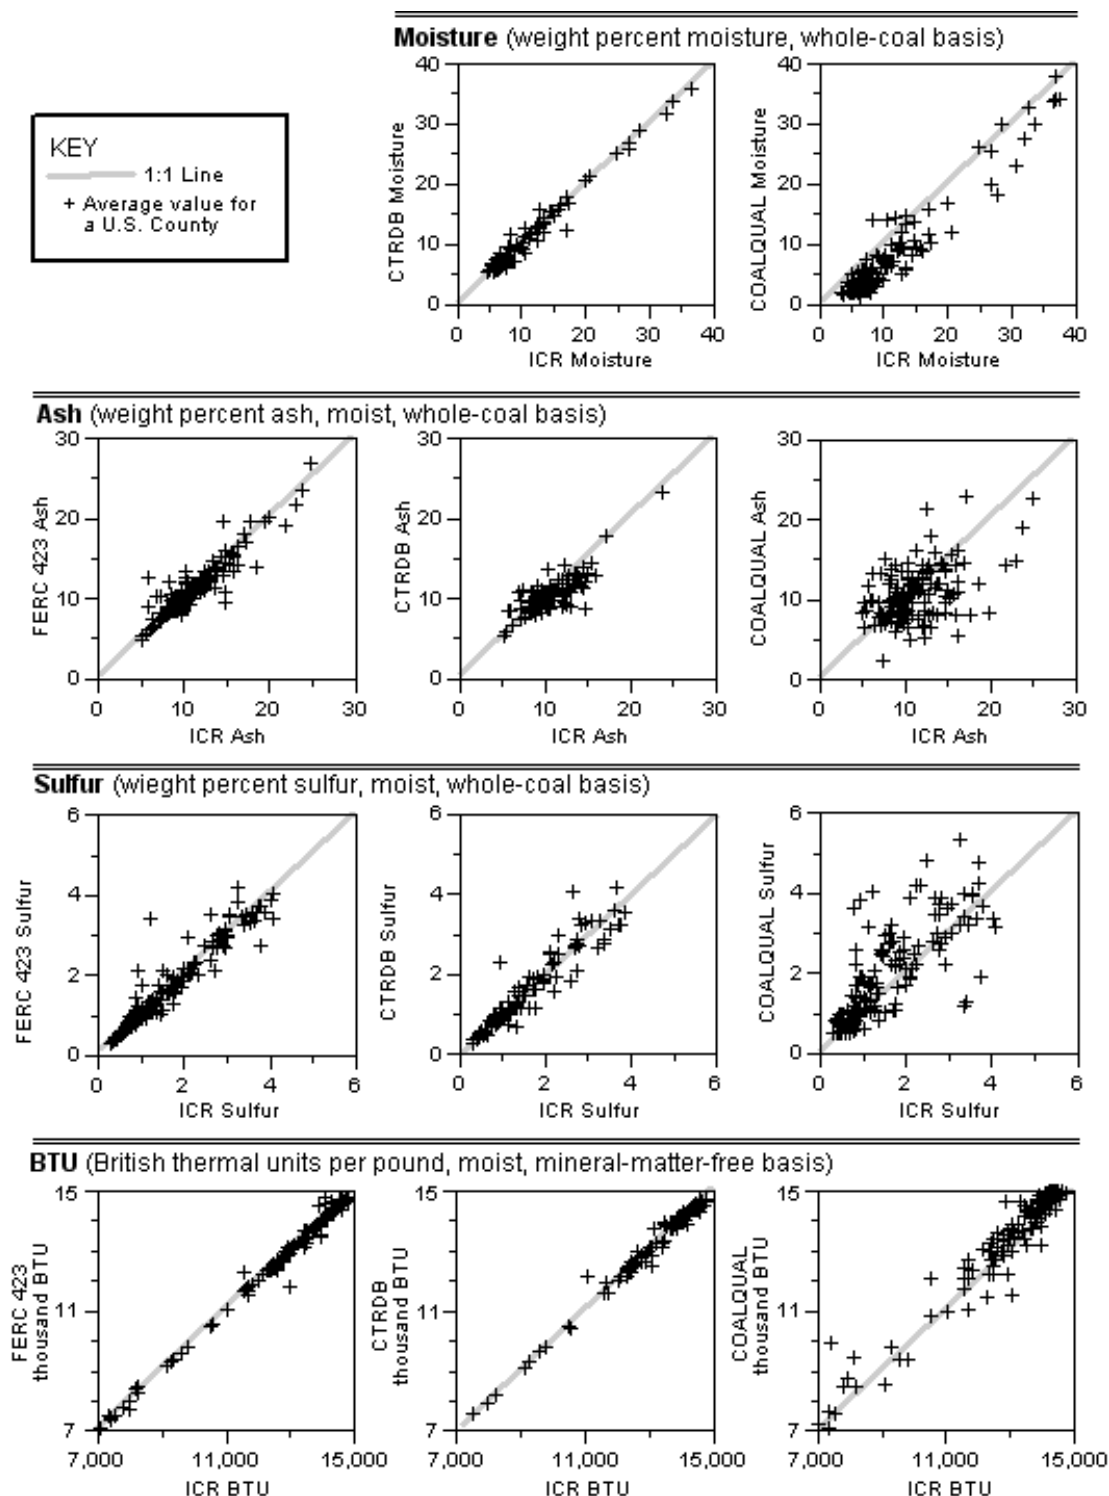 Moisture (weight percent moisture, whole-coal basis)
KEY
1:1 Line
+ Average value for
a U.S. County
CTRDB Moisture
40
30
20
10
0
0 10 20 30 40
ICR Moisture
COALQUAL Moisture
40
30
20
10
0
0 10 20 30 40
ICR Moisture
Ash (weight percent ash, moist, whole-coal basis)
FERC 423 Ash
30
20
10
0
0 10 20 30
ICR Ash
CTRDB Ash
30
20
10
0
0 10 20 30
ICR Ash
COALQUAL Ash
30
20
10
0
0 10 20 30
ICR Ash
Sulfur (wieght percent sulfur, moist, whole-coal basis)
FERC 423 Sulfur
6
4
2
0
0 2 4 6
ICR Sulfur
CTRDB Sulfur
6
4
2
0
0 2 4 6
ICR Sulfur
COALQUAL Sulfur
6
4
2
0
0 2 4 6
ICR Sulfur
BTU (British thermal units per pound, moist, mineral-matter-free basis)
FERC 423
thousand BTU
15
11
7
7,000 11,000 15,000
ICR BTU
CTRDB
thousand BTU
15
11
7
7,000 11,000 15,000
ICR BTU
COALQUAL
thousand BTU
15
11
7
7,000 11,000 15,000
ICR BTU